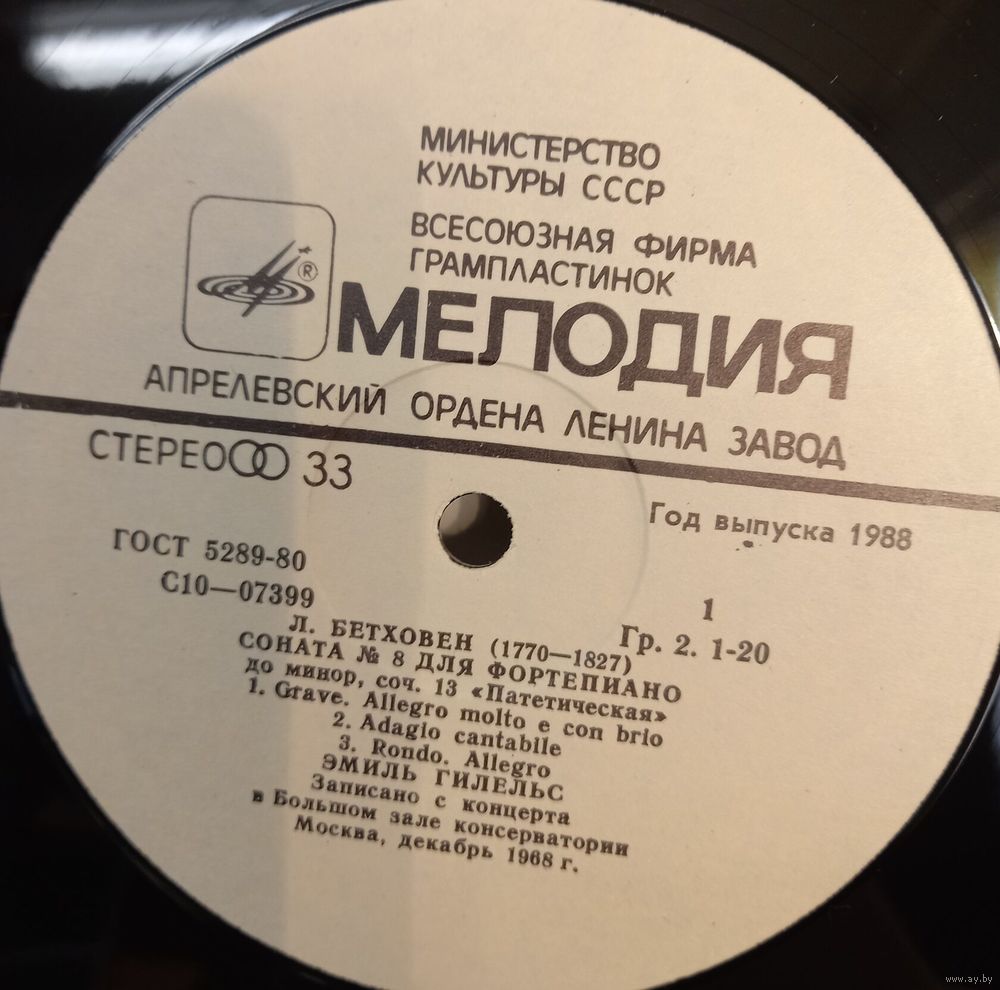 МИНИСТЕРСТВО
КУЛЬТУРЫ СССР
ВСЕСОЮЗНАЯ ФИРМА
ГРАМПЛАСТИНОК
®
МЕЛОДИЯ
АПРЕЛЕВСКИЙ ОРДЕНА ЛЕНИНА ЗАВОД
СТЕРЕО 33
Год выпуска 1988
ГОСТ 5289-80
С10—07399
1
Гр. 2. 1-20
Л. БЕТХОВЕН (1770—1827)
СОНАТА № 8 ДЛЯ ФОРТЕПИАНО
до минор, соч. 13 «Патетическая»
1. Grave. Allegro molto e con brio
2. Adagio cantabile
3. Rondo. Allegro
ЭМИЛЬ ГИЛЕЛЬС
Записано с концерта
в Большом зале консерватории
Москва, декабрь 1968 г.
www.ay.by